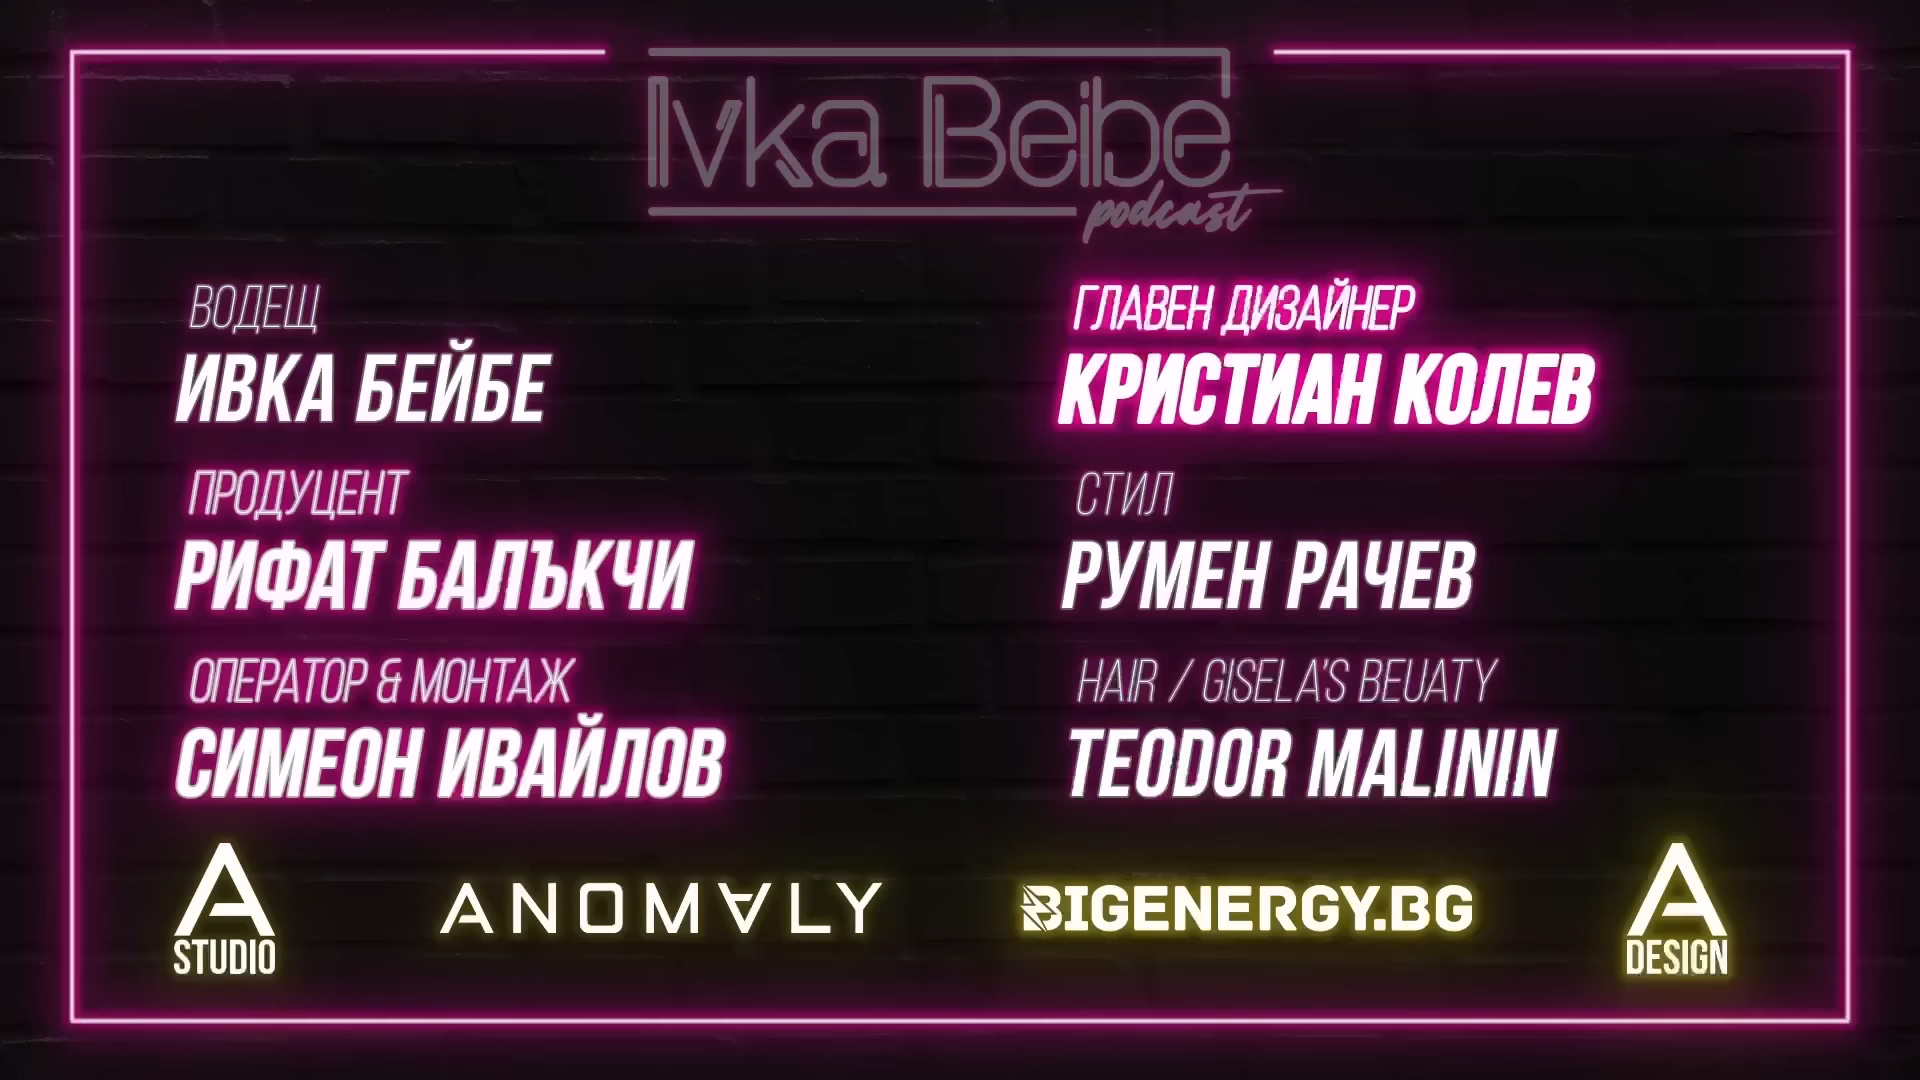 Ivka Beibe
podcast
ВОДЕЩ
ИВКА БЕЙБЕ
ПРОДУЦЕНТ
РИФАТ БАЛЪКЧИ
ОПЕРАТОР & МОНТАЖ
СИМЕОН ИВАЙЛОВ
ГЛАВЕН ДИЗАЙНЕР
КРИСТИАН КОЛЕВ
СТИЛ
РУМЕН РАЧЕВ
HAIR / GISELA'S BEUATY
TEODOR MALININ
A STUDIO
ANOMALY
BIGENERGY.BG
A DESIGN